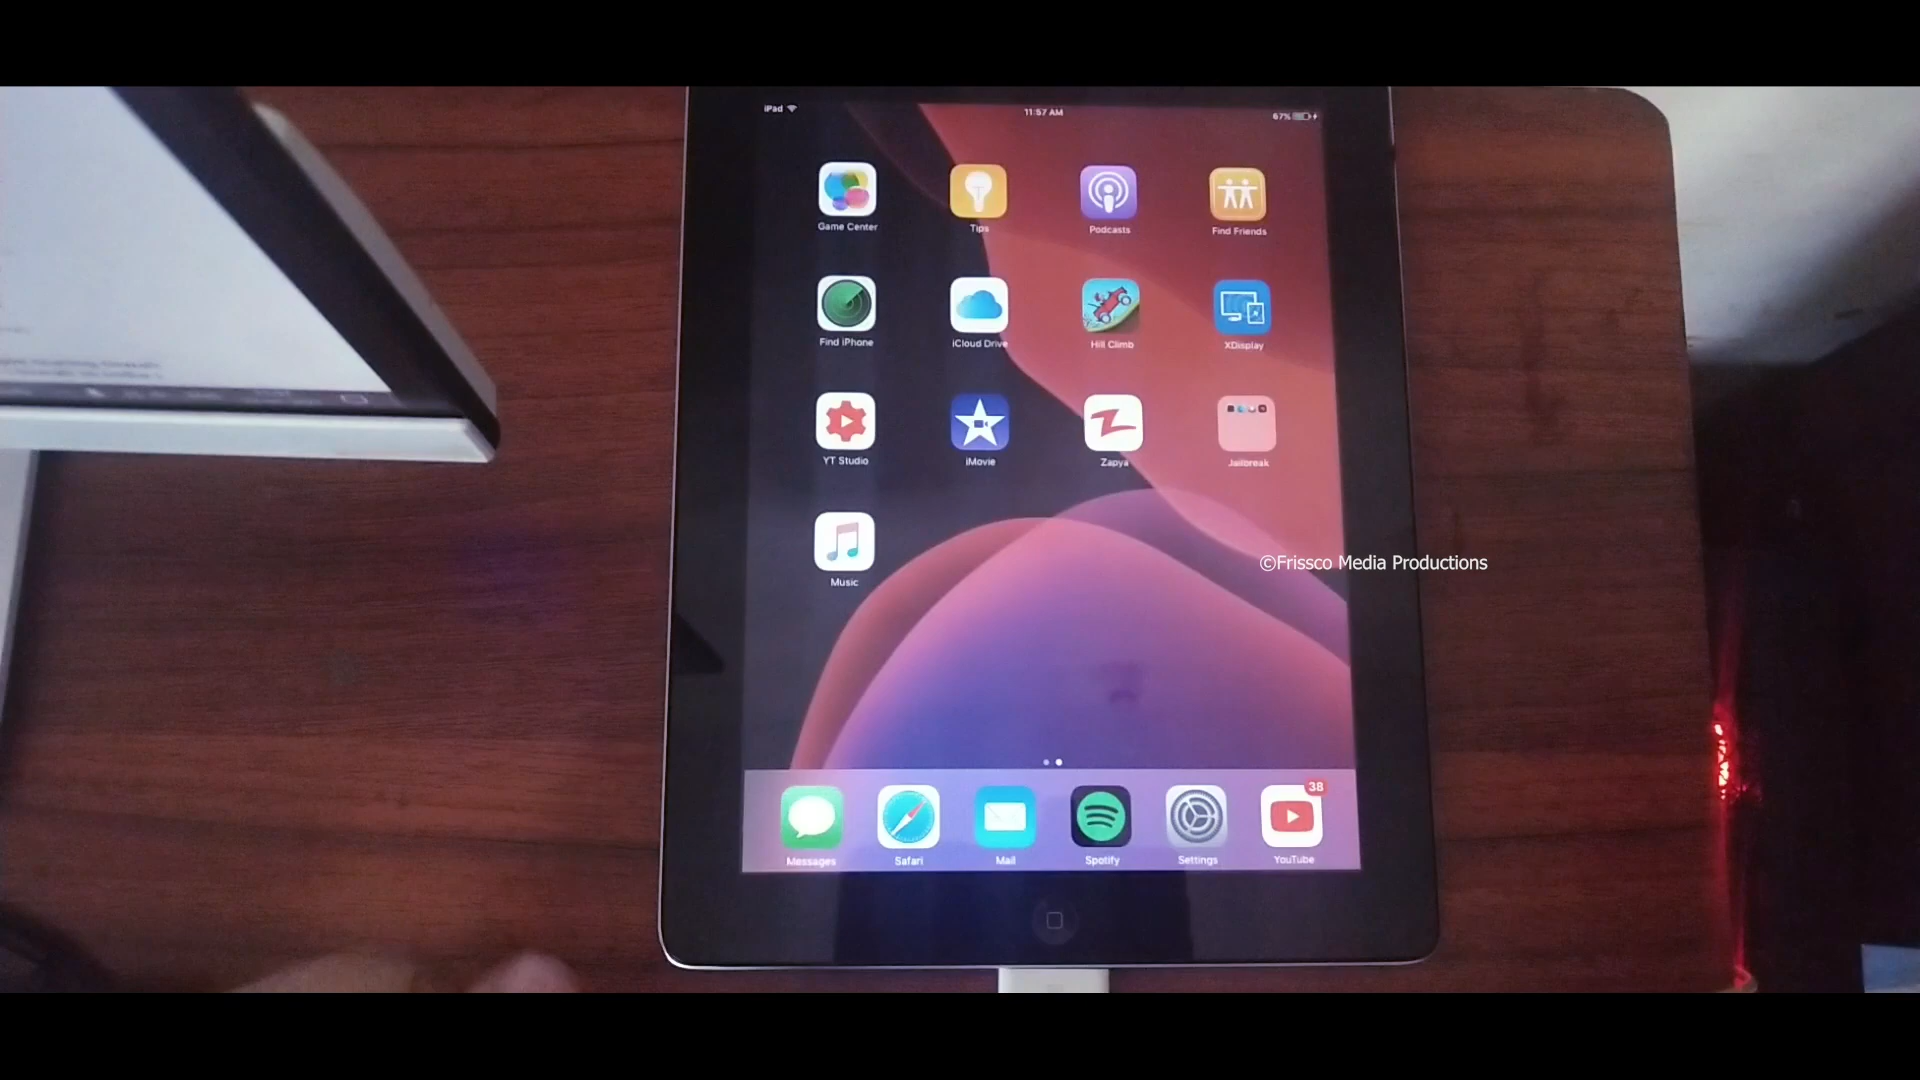 iPad
11:57 AM
67%
Game Center
Tips
Podcasts
Find Friends
Find iPhone
iCloud Drive
Hill Climb
XDisplay
YT Studio
iMovie
Zapya
Jailbreak
Music
©Frissco Media Productions
38
Messages
Safari
Mail
Spotify
Settings
YouTube